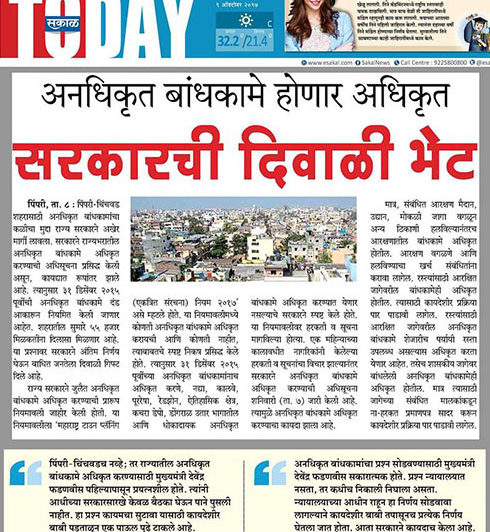 सकाळ
TODAY
९ ऑक्टोबर २०१७
32.2 / 21.4
www.esakal.com SakalNews Call Centre : 9225800800
अनधिकृत बांधकामे होणार अधिकृत
सरकारची दिवाळी भेट
पिंपरी, ता. ८ : पिंपरी-चिंचवड
शहरासाठी अनधिकृत बांधकामांचा
कळीचा मुद्दा राज्य सरकारने अखेर
मार्गी लावला. सरकारने राज्यभरातील
अनधिकृत बांधकामे अधिकृत
करण्याची अधिसूचना प्रसिद्ध केली
असून, कायद्यात रूपांतर झाले
आहे. त्यानुसार ३१ डिसेंबर २०१५
पूर्वीची अनधिकृत बांधकामे दंड
आकारून नियमित केली जाणार
आहेत. शहरातील सुमारे ५५ हजार
मिळकतींना दिलासा मिळणार आहे.
या प्रश्नावर सरकारने अंतिम निर्णय
घेऊन बाधित जनतेला दिवाळी गिफ्ट
दिले आहे.
राज्य सरकारने जुलैत अनधिकृत
बांधकामे अधिकृत करण्याची प्रारूप
नियमावली जाहीर केली होती. या
नियमावलीला 'महाराष्ट्र टाउन प्लॅनिंग
(एकत्रित संरचना) नियम २०१७'
असे म्हटले होते. या नियमावलीमध्ये
कोणती अनधिकृत बांधकामे अधिकृत
करायची आणि कोणती नाही,
त्याबाबतचे स्पष्ट निकष प्रसिद्ध केले
होते. त्यानुसार ३१ डिसेंबर २०१५
पूर्वीच्या अनधिकृत बांधकामांनाच
अधिकृत करणे, नद्या, कालवे,
पूररेषा, रेडझोन, ऐतिहासिक क्षेत्र,
कचरा डेपो, डोंगराळ उतार भागातील
आणि धोकादायक अनधिकृत
बांधकामे अधिकृत करण्यात येणार
नसल्याचे सरकारने स्पष्ट केले होते.
या नियमावलीवर हरकती व सूचना
मागविल्या होत्या. एक महिन्याच्या
कालावधीत नागरिकांनी केलेल्या
हरकती व सूचनांचा विचार झाल्यानंतर
सरकारने अनधिकृत बांधकामे
अधिकृत करण्याची अधिसूचना
शनिवारी (ता. ७) जारी केली आहे.
त्यामुळे अनधिकृत बांधकामे अधिकृत
करण्याचा कायदा झाला आहे.
मात्र, संबंधित आरक्षण मैदान,
उद्यान, मोकळी जागा वगळून
अन्य ठिकाणी हलविल्यानंतरच
आरक्षणातील बांधकामे अधिकृत
होतील. आरक्षण वगळणे आणि
हलविण्याचा खर्च संबंधितांना
करावा लागेल. रस्त्यांसाठी आरक्षित
जागेवरील बांधकामेही अधिकृत
होतील. त्यासाठी कायदेशीर प्रक्रिया
पार पाडावी लागेल. रस्त्यांसाठी
आरक्षित जागेवरील अनधिकृत
बांधकामे शेजारीच पर्यायी रस्ता
उपलब्ध असल्यास अधिकृत करता
येणार आहेत. तसेच शासकीय जागेवर
बांधलेली अनधिकृत बांधकामेही
अधिकृत होतील. मात्र त्यासाठी
जागेच्या संबंधित मालकांकडून
ना-हरकत प्रमाणपत्र सादर करून
कायदेशीर प्रक्रिया पार पाडावी लागेल.
पिंपरी-चिंचवडच नव्हे; तर राज्यातील अनधिकृत
बांधकामे अधिकृत करण्यासाठी मुख्यमंत्री देवेंद्र
फडणवीस पहिल्यापासून प्रयत्नशील होते. त्यांनी
आधीच्या सरकारसारखे केवळ बैठका घेऊन पाने पुसली
नाहीत. हा प्रश्न कायमचा सुटावा यासाठी कायदेशीर
बाबी पडताळून एक पाऊल पुढे टाकले आहे.
अनधिकृत बांधकामांचा प्रश्न सोडवण्यासाठी मुख्यमंत्री
देवेंद्र फडणवीस सकारात्मक होते. प्रश्न न्यायालयात
नसता, तर कधीच निकाली निघाला असता.
न्यायालयाच्या आधीन राहून हा निर्णय सोडवावा
लागणार असल्याने कायदेशीर बाबी तपासूनच प्रत्येक निर्णय
घेतला जात होता. आता सरकारने कायदा केला आहे.